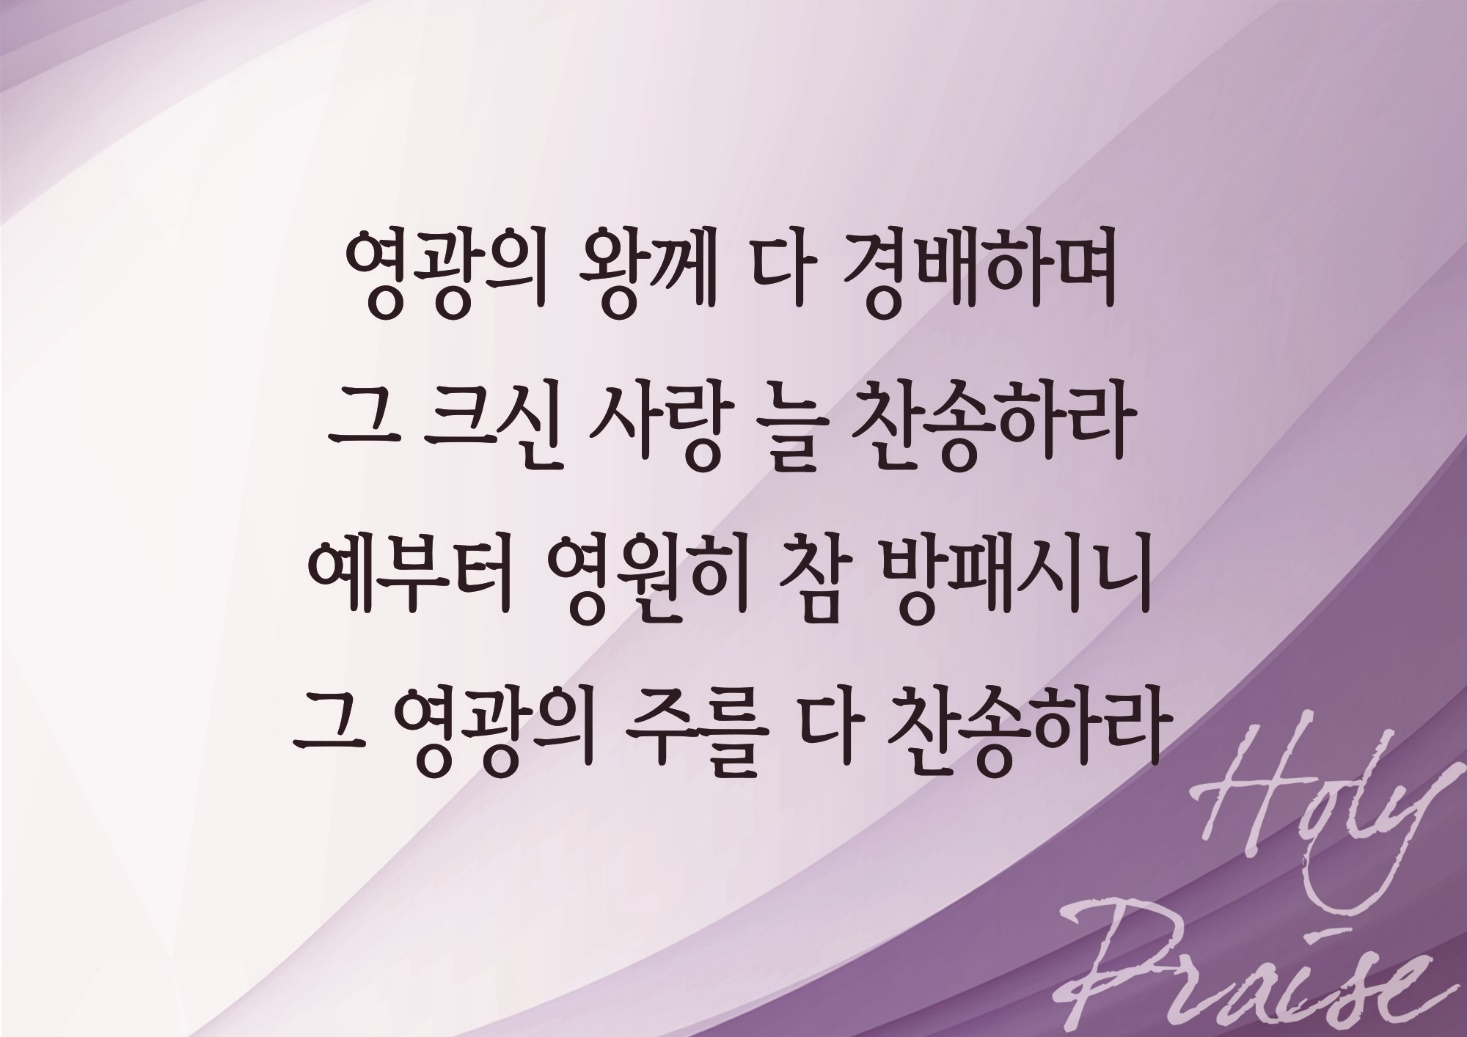 영광의 왕께 다 경배하며
그 크신 사랑 늘 찬송하라
예부터 영원히 참 방패시니
그 영광의 주를 다 찬송하라
Holy
Praise